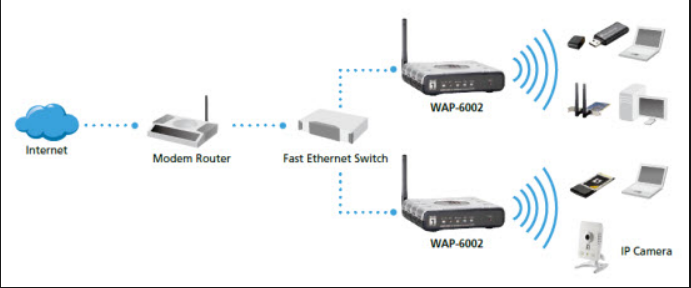 WAP-6002
Internet
Modem Router
Fast Ethernet Switch
WAP-6002
IP Camera